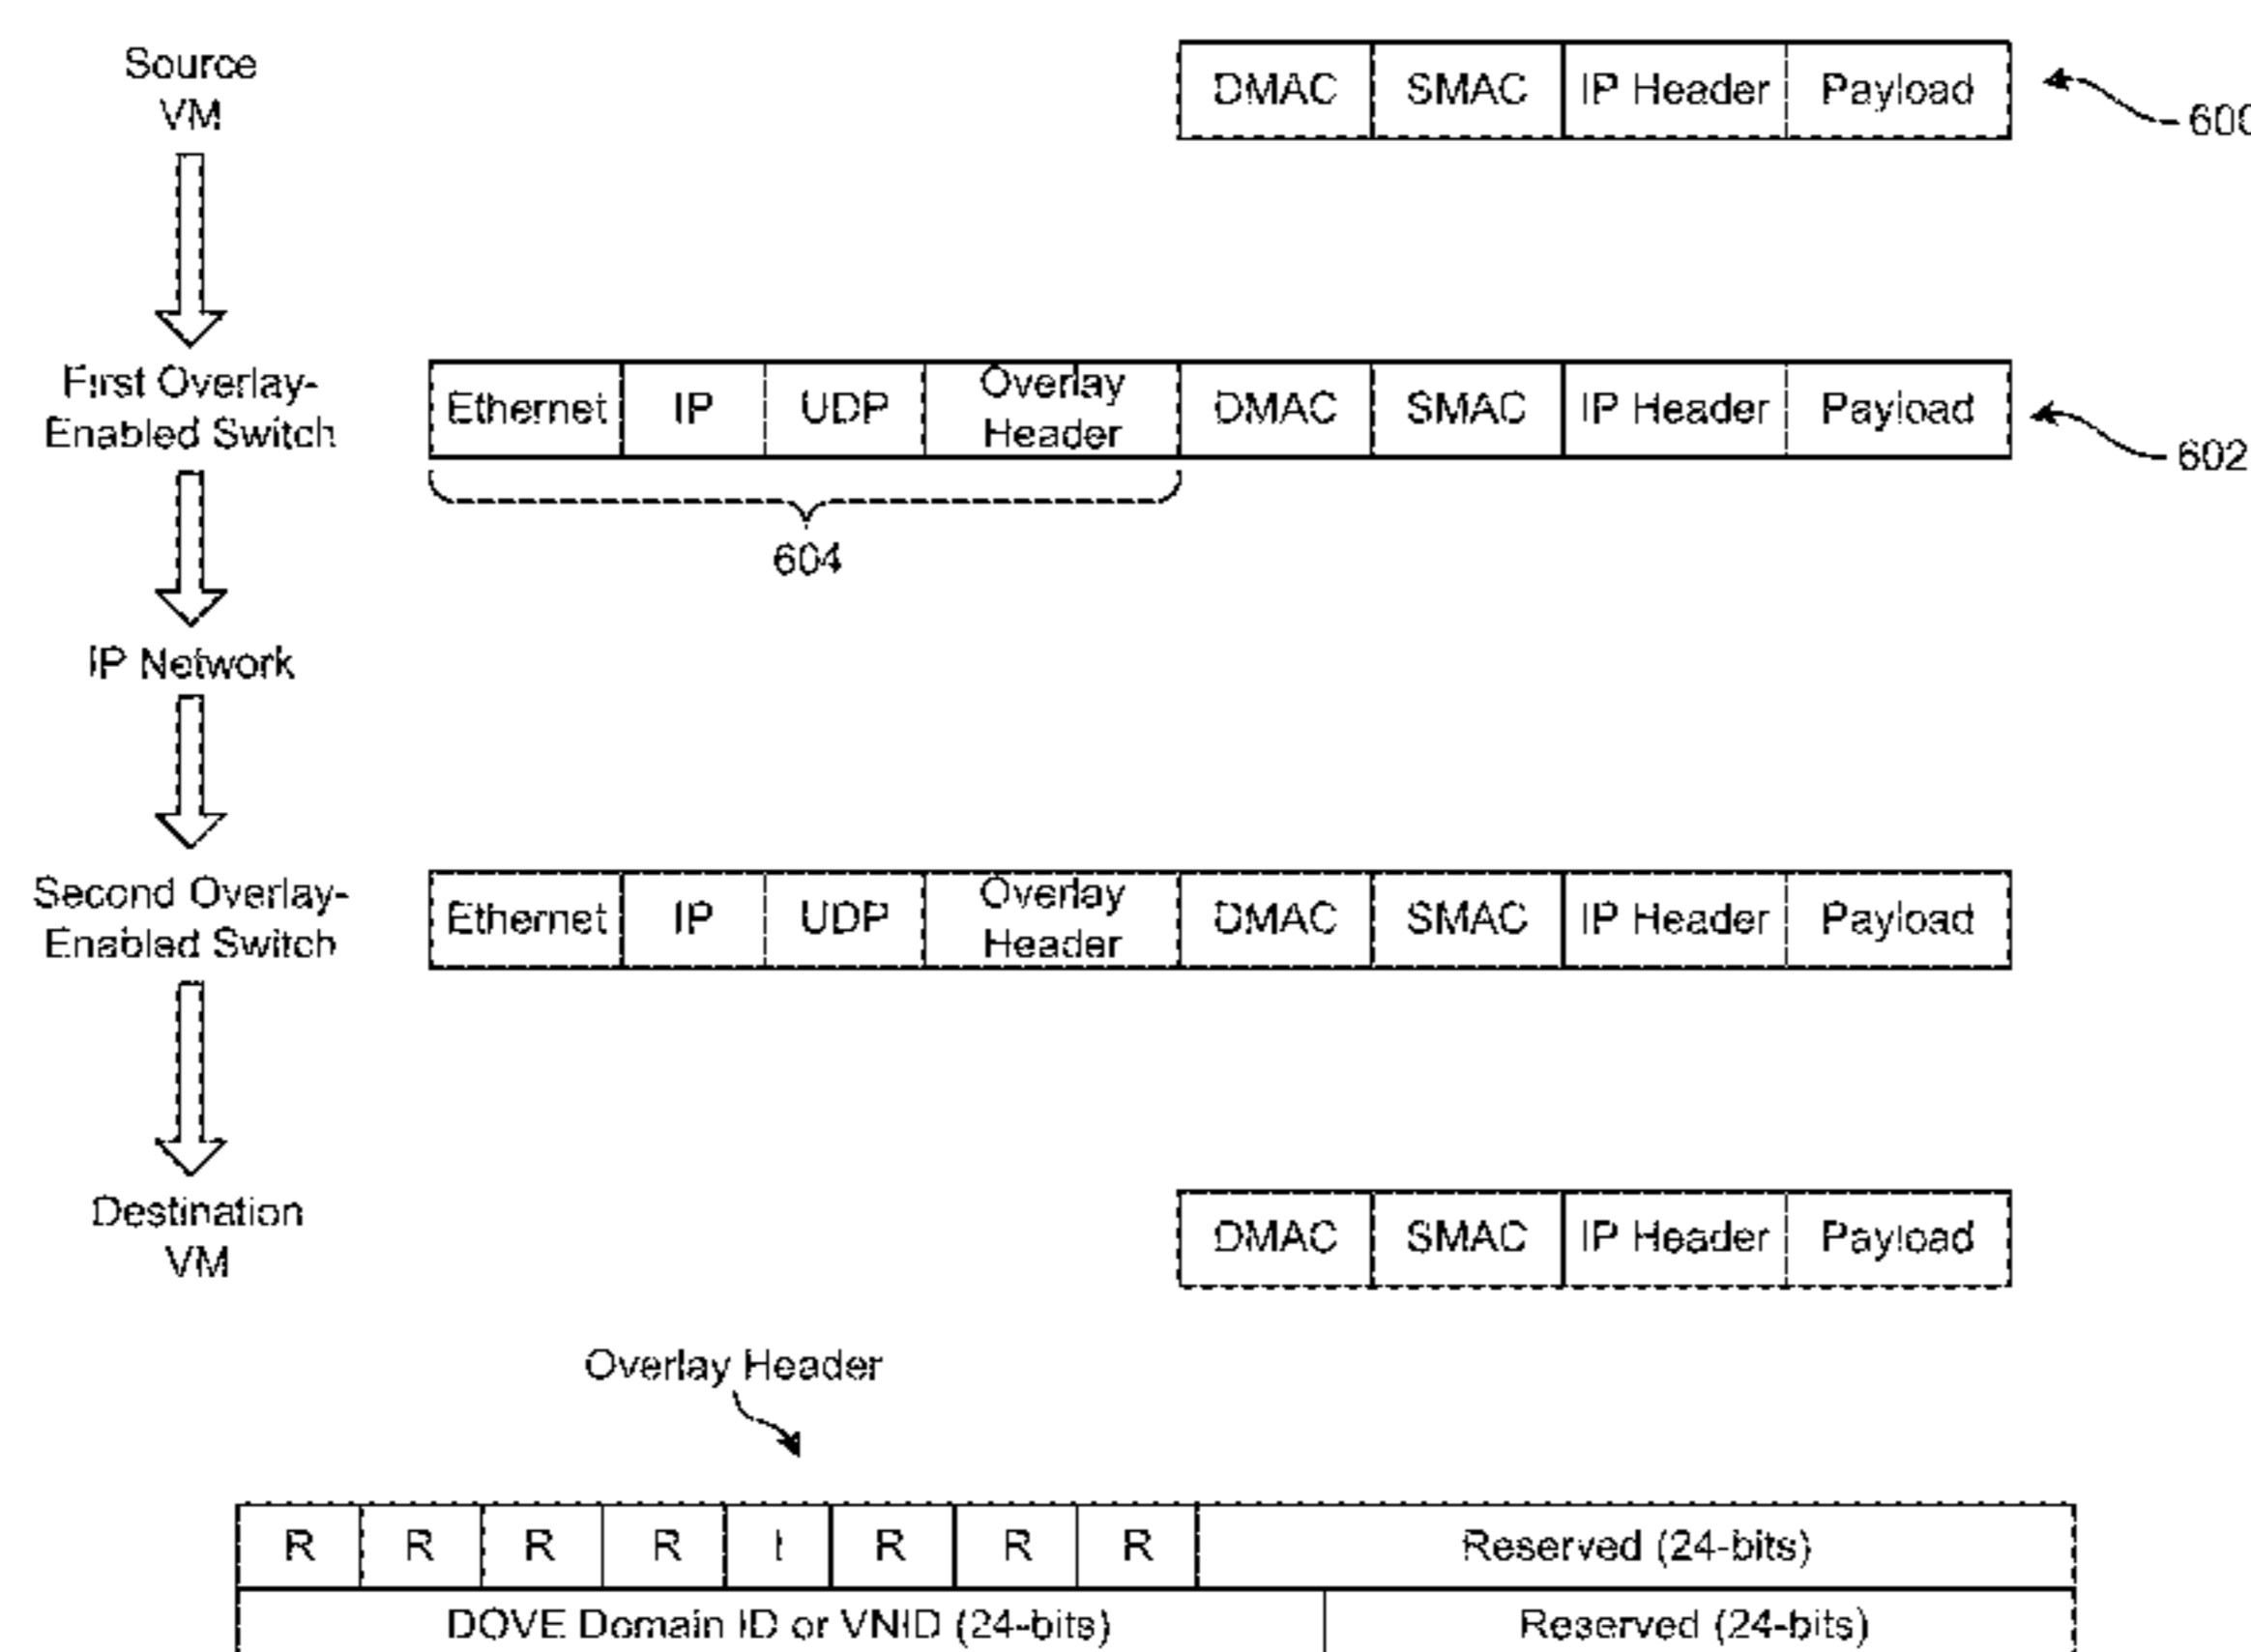 Source
VM
DMAC SMAC IP Header Payload
600
First Overlay-
Enabled Switch
Ethernet IP UDP Overlay Header DMAC SMAC IP Header Payload
602
604
IP Network
Second Overlay-
Enabled Switch
Ethernet IP UDP Overlay Header DMAC SMAC IP Header Payload
Destination
VM
DMAC SMAC IP Header Payload
Overlay Header
R R R R I R R R Reserved (24-bits)
DOVE Domain ID or VNID (24-bits) Reserved (24-bits)